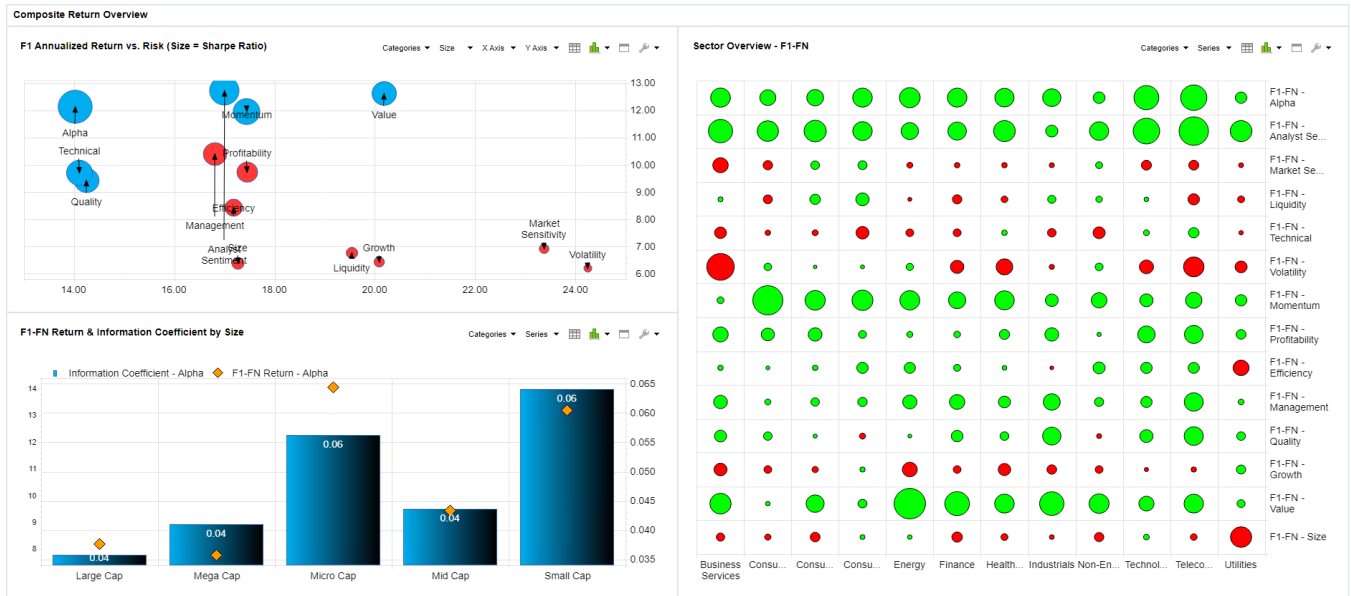 Composite Return Overview
F1 Annualized Return vs. Risk (Size = Sharpe Ratio)
Categories Size X Axis Y Axis
13.00
12.00
11.00
10.00
9.00
8.00
7.00
6.00
14.00 16.00 18.00 20.00 22.00 24.00
Alpha
Technical
Quality
Momentum
Profitability
Efficiency
Management
Size
Analyst
Sentiment
Value
Liquidity
Growth
Market
Sensitivity
Volatility
F1-FN Return & Information Coefficient by Size
Categories Series
Information Coefficient - Alpha F1-FN Return - Alpha
14
13
12
11
10
9
8
0.065
0.060
0.055
0.050
0.045
0.040
0.035
0.04
0.04
0.06
0.04
0.06
Large Cap Mega Cap Micro Cap Mid Cap Small Cap
Sector Overview - F1-FN
Categories Series
F1-FN -
Alpha
F1-FN -
Analyst Se...
F1-FN -
Market Se...
F1-FN -
Liquidity
F1-FN -
Technical
F1-FN -
Volatility
F1-FN -
Momentum
F1-FN -
Profitability
F1-FN -
Efficiency
F1-FN -
Management
F1-FN -
Quality
F1-FN -
Growth
F1-FN -
Value
F1-FN - Size
Business Consu... Consu... Consu... Energy Finance Health... Industrials Non-En... Technol... Teleco... Utilities
Services